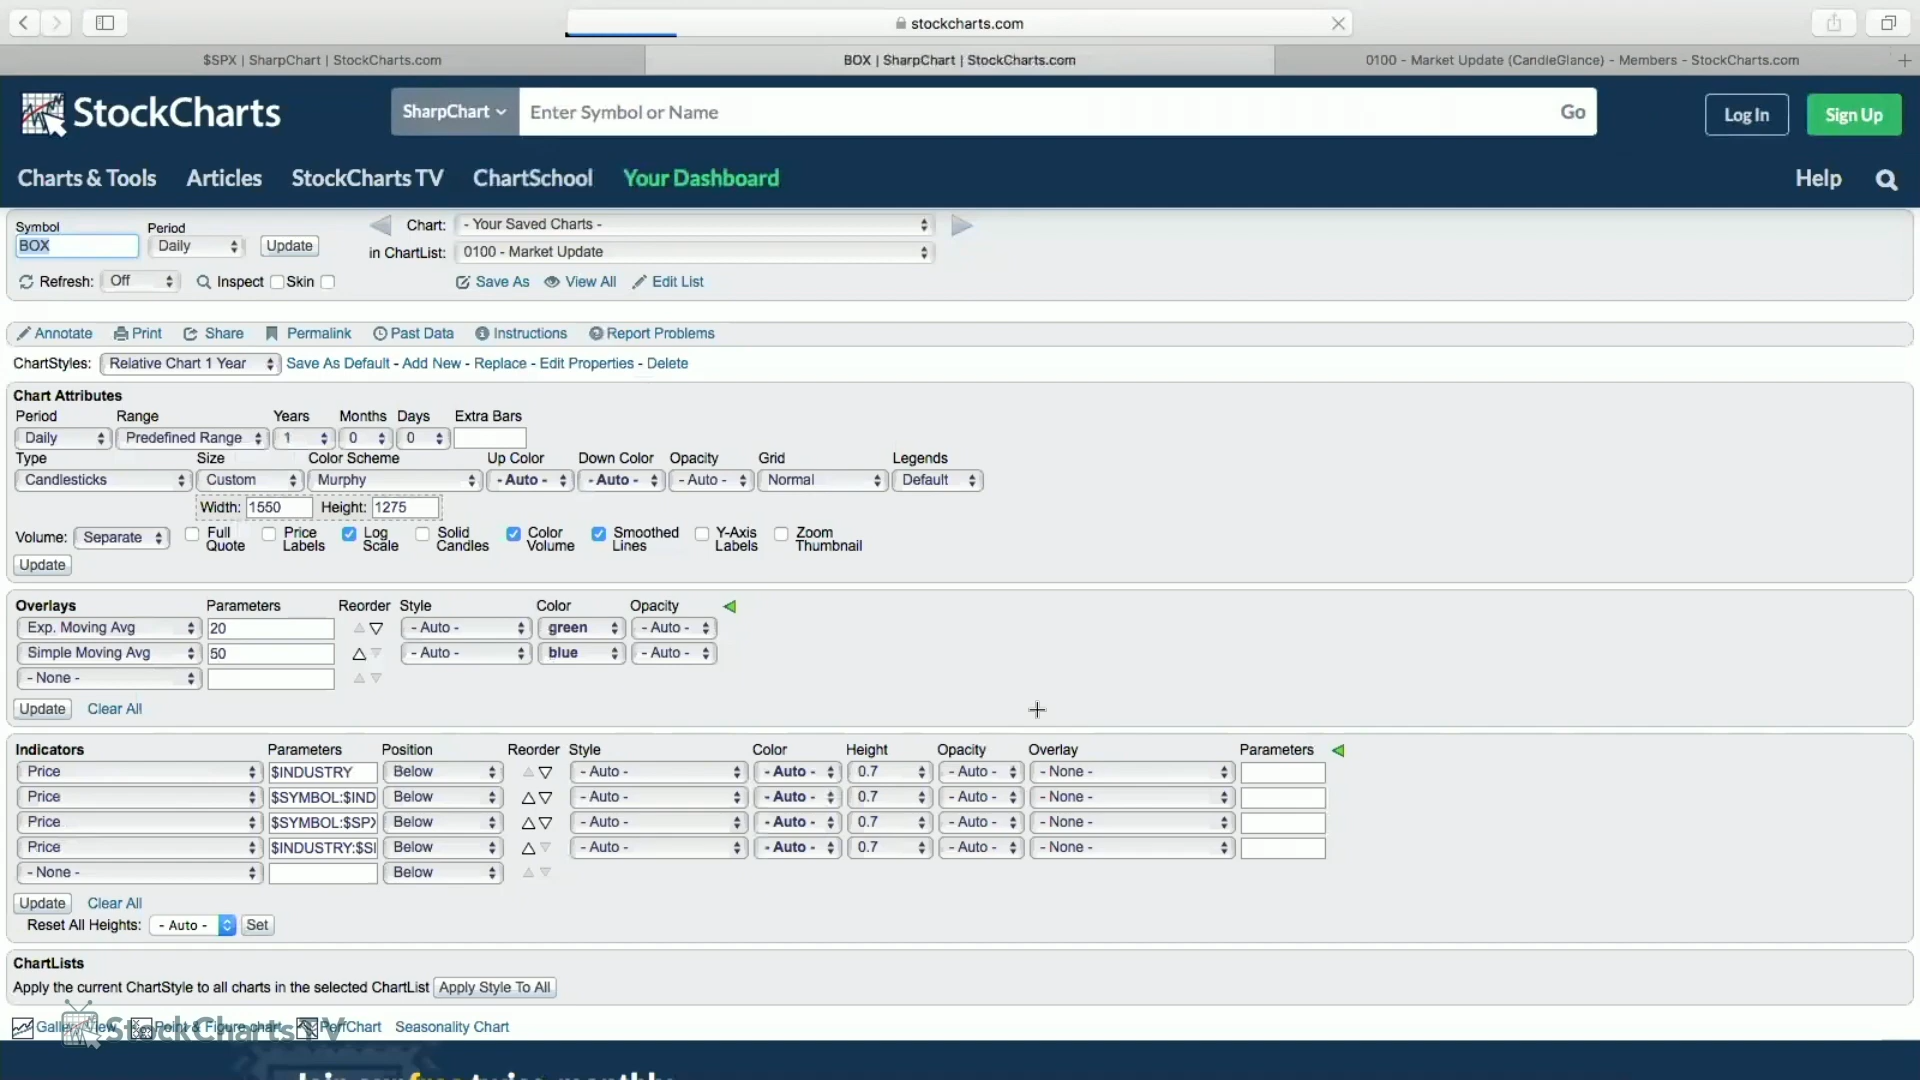 stockcharts.com
$SPX | SharpChart | StockCharts.com
BOX | SharpChart | StockCharts.com
0100 - Market Update (CandleGlance) - Members - StockCharts.com
StockCharts
SharpChart
Enter Symbol or Name
Go
Log In
Sign Up
Charts & Tools Articles StockCharts TV ChartSchool Your Dashboard Help
Symbol Period
BOX Daily Update
Chart: - Your Saved Charts -
in ChartList: 0100 - Market Update
Refresh: Off Inspect Skin
Save As View All Edit List
Annotate Print Share Permalink Past Data Instructions Report Problems
ChartStyles: Relative Chart 1 Year Save As Default - Add New - Replace - Edit Properties - Delete
Chart Attributes
Period Range Years Months Days Extra Bars
Daily Predefined Range 1 0 0
Type Size Color Scheme Up Color Down Color Opacity Grid Legends
Candlesticks Custom Murphy - Auto - - Auto - - Auto - Normal Default
Width: 1550 Height: 1275
Volume: Separate Full Quote Price Labels Log Scale Solid Candles Color Volume Smoothed Lines Y-Axis Labels Zoom Thumbnail
Update
Overlays Parameters Reorder Style Color Opacity
Exp. Moving Avg 20 - Auto - green - Auto -
Simple Moving Avg 50 - Auto - blue - Auto -
- None -
Update Clear All
Indicators Parameters Position Reorder Style Color Height Opacity Overlay Parameters
Price $INDUSTRY Below - Auto - - Auto - 0.7 - Auto - - None -
Price $SYMBOL:$IND Below - Auto - - Auto - 0.7 - Auto - - None -
Price $SYMBOL:$SPX Below - Auto - - Auto - 0.7 - Auto - - None -
Price $INDUSTRY:$SI Below - Auto - - Auto - 0.7 - Auto - - None -
- None - Below
Update Clear All
Reset All Heights: - Auto - Set
ChartLists
Apply the current ChartStyle to all charts in the selected ChartList Apply Style To All
Point & Figure chart PerfChart Seasonality Chart
StockCharts TV